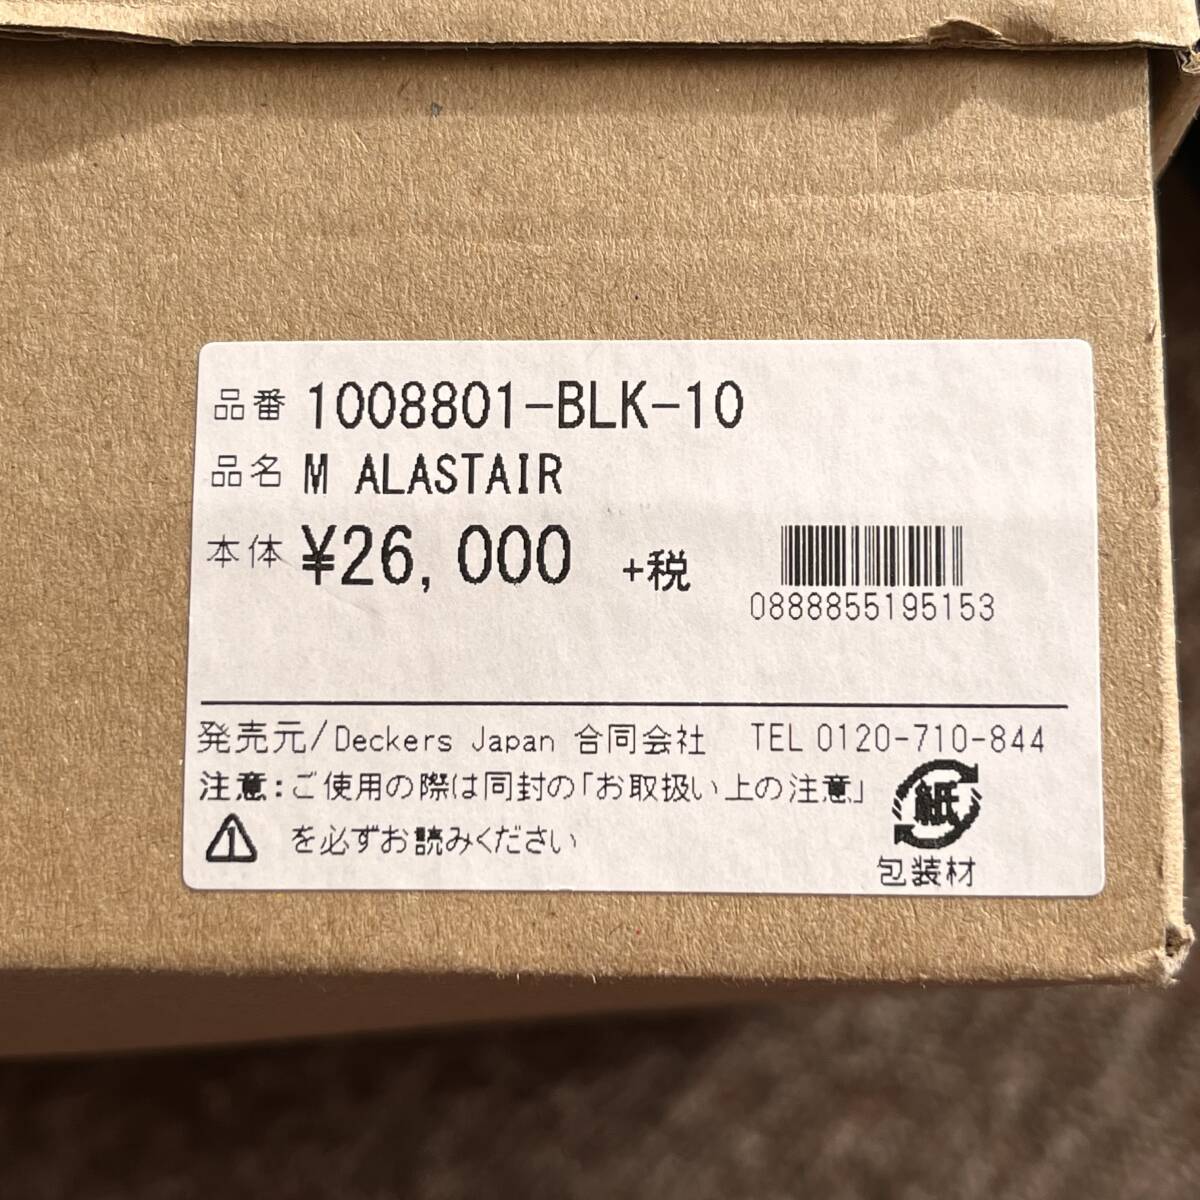 品番 1008801-BLK-10
品名 M ALASTAIR
本体 ¥26,000 +税
0888855195153
発売元/Deckers Japan 合同会社 TEL 0120-710-844
注意:ご使用の際は同封の「お取扱い上の注意」
を必ずお読みください
紙
包装材